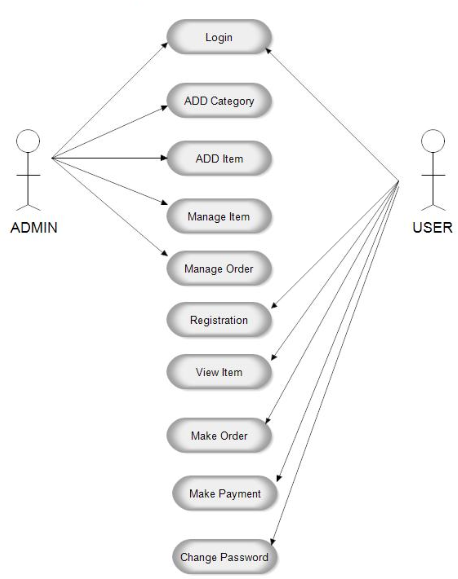 Login
ADD Category
ADD Item
Manage Item
ADMIN
USER
Manage Order
Registration
View Item
Make Order
Make Payment
Change Password